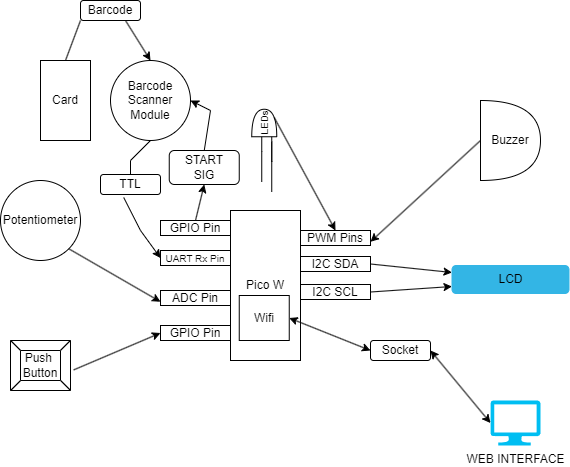 Barcode
Card
Barcode
Scanner
Module
LEDs
Buzzer
START
SIG
TTL
Potentiometer
GPIO Pin
PWM Pins
UART Rx Pin
I2C SDA
LCD
Pico W
ADC Pin
I2C SCL
Wifi
GPIO Pin
Push
Button
Socket
WEB INTERFACE